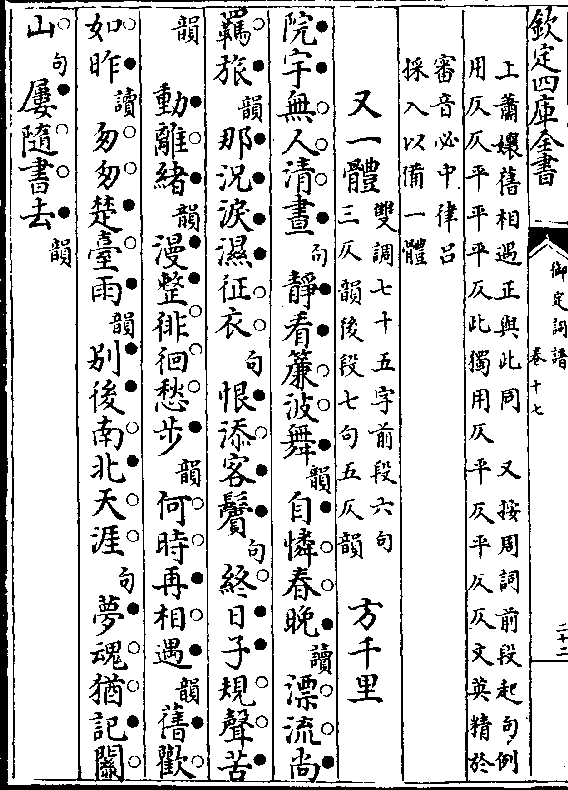 欽定四庫全書
御定詞譜
卷十七
二十二
上蕭孃舊相遇正與此同 又按周詞前段起句例
用仄仄平平平仄此獨用仄平仄平仄仄文英精於
審音必中律呂
採入以備一體
又一體 雙調七十五字前段六句
三仄韻後段七句五仄韻 方千里
院宇無人清晝句靜看簾波舞韻自憐春晚讀漂流尚
羈旅韻那況淚濕征衣句恨添客鬢句終日子規聲苦
韻 動離緒韻漫整徘徊愁步韻何時再相遇韻舊歡
如昨讀匆匆楚臺雨韻别後南北天涯句夢魂猶記關
山句屢隨書去韻